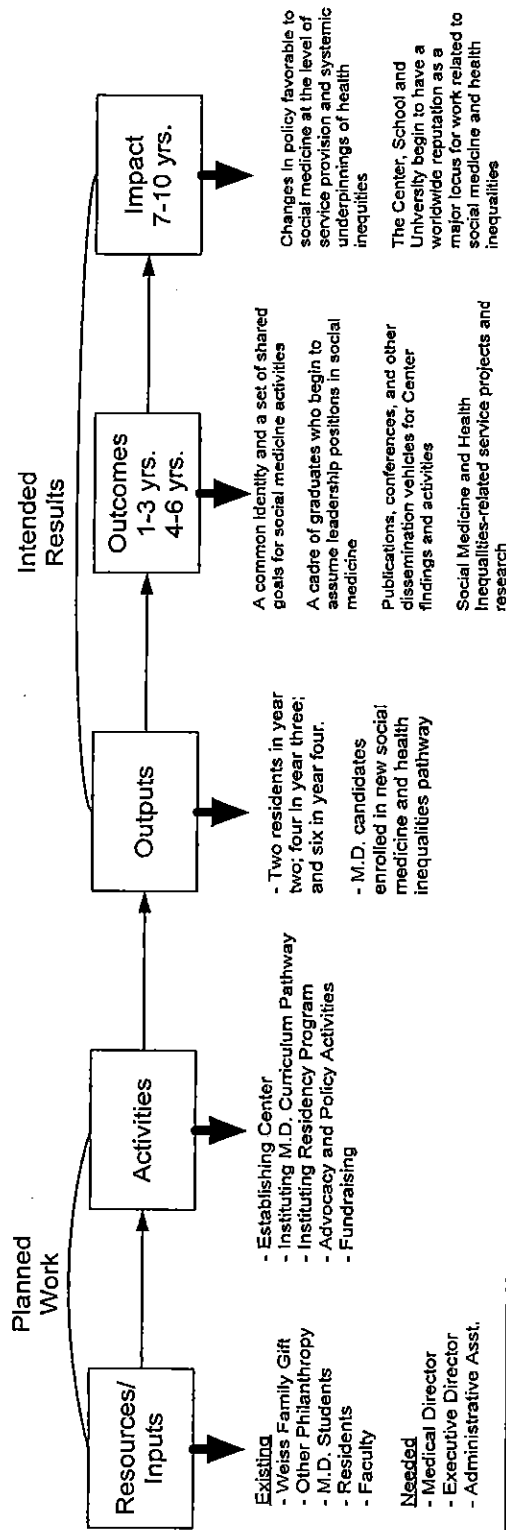 Planned
Work
Intended
Results
Resources/
Inputs
Activities
Outputs
Outcomes
1-3 yrs.
4-6 yrs.
Impact
7-10 yrs.
Existing
- Weiss Family Gift
- Other Philanthropy
- M.D. Students
- Residents
- Faculty
Needed
- Medical Director
- Executive Director
- Administrative Asst.
- Establishing Center
- Instituting M.D. Curriculum Pathway
- Instituting Residency Program
- Advocacy and Policy Activities
- Fundraising
- Two residents in year
two; four in year three;
and six in year four.
- M.D. candidates
enrolled in new social
medicine and health
inequalities pathway
A common identity and a set of shared
goals for social medicine activities
A cadre of graduates who begin to
assume leadership positions in social
medicine
Publications, conferences, and other
dissemination vehicles for Center
findings and activities
Social Medicine and Health
Inequalities-related service projects and
research
Changes in policy favorable to
social medicine at the level of
service provision and systemic
underpinnings of health
inequities
The Center, School and
University begin to have a
worldwide reputation as a
major locus for work related to
social medicine and health
inequalities